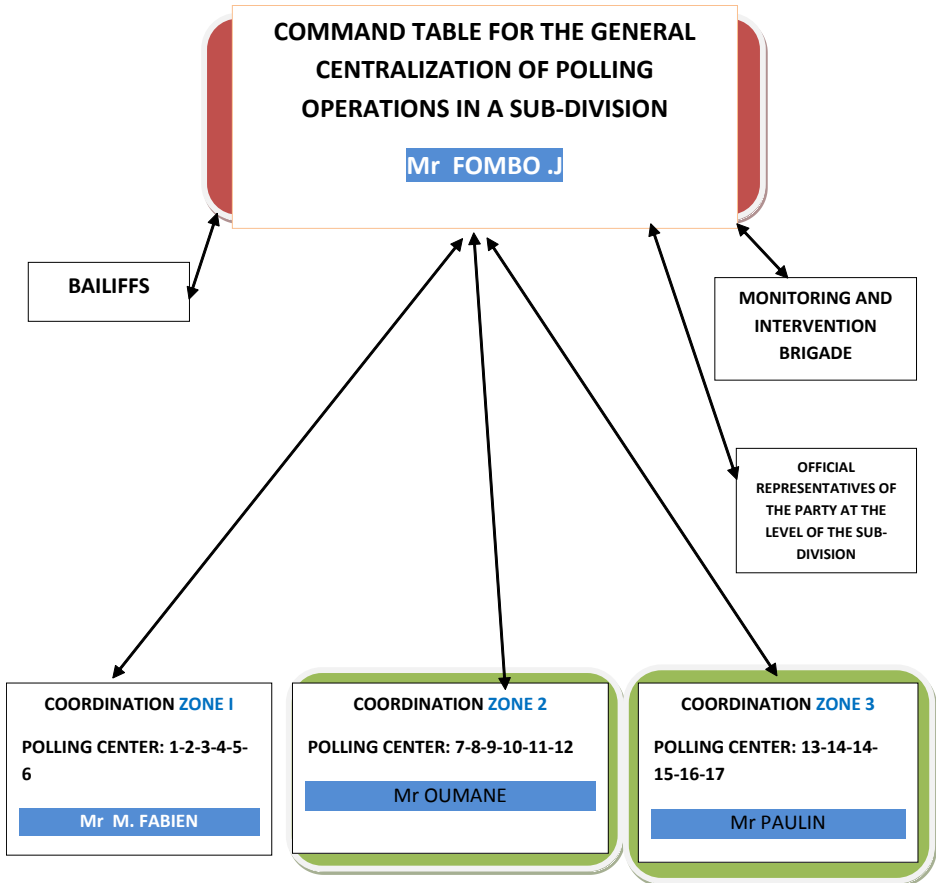 COMMAND TABLE FOR THE GENERAL
CENTRALIZATION OF POLLING
OPERATIONS IN A SUB-DIVISION
Mr FOMBO .J
BAILIFFS
MONITORING AND
INTERVENTION
BRIGADE
OFFICIAL
REPRESENTATIVES OF
THE PARTY AT THE
LEVEL OF THE SUB-
DIVISION
COORDINATION ZONE I
POLLING CENTER: 1-2-3-4-5-
6
Mr M. FABIEN
COORDINATION ZONE 2
POLLING CENTER: 7-8-9-10-11-12
Mr OUMANE
COORDINATION ZONE 3
POLLING CENTER: 13-14-14-
15-16-17
Mr PAULIN